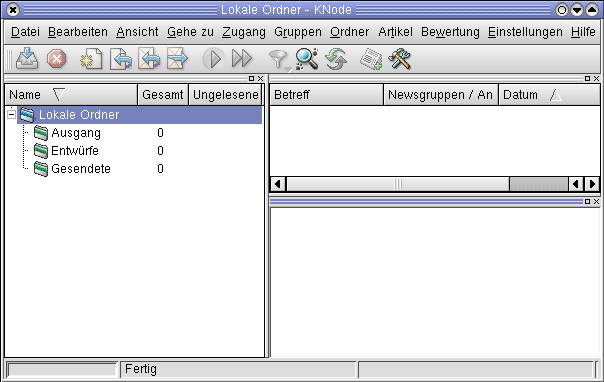 Lokale Ordner - KNode
Datei Bearbeiten Ansicht Gehe zu Zugang Gruppen Ordner Artikel Bewertung Einstellungen Hilfe
Name Gesamt Ungelesene Betreff Newsgruppen / An Datum
Lokale Ordner
Ausgang 0
Entwürfe 0
Gesendete 0
Fertig